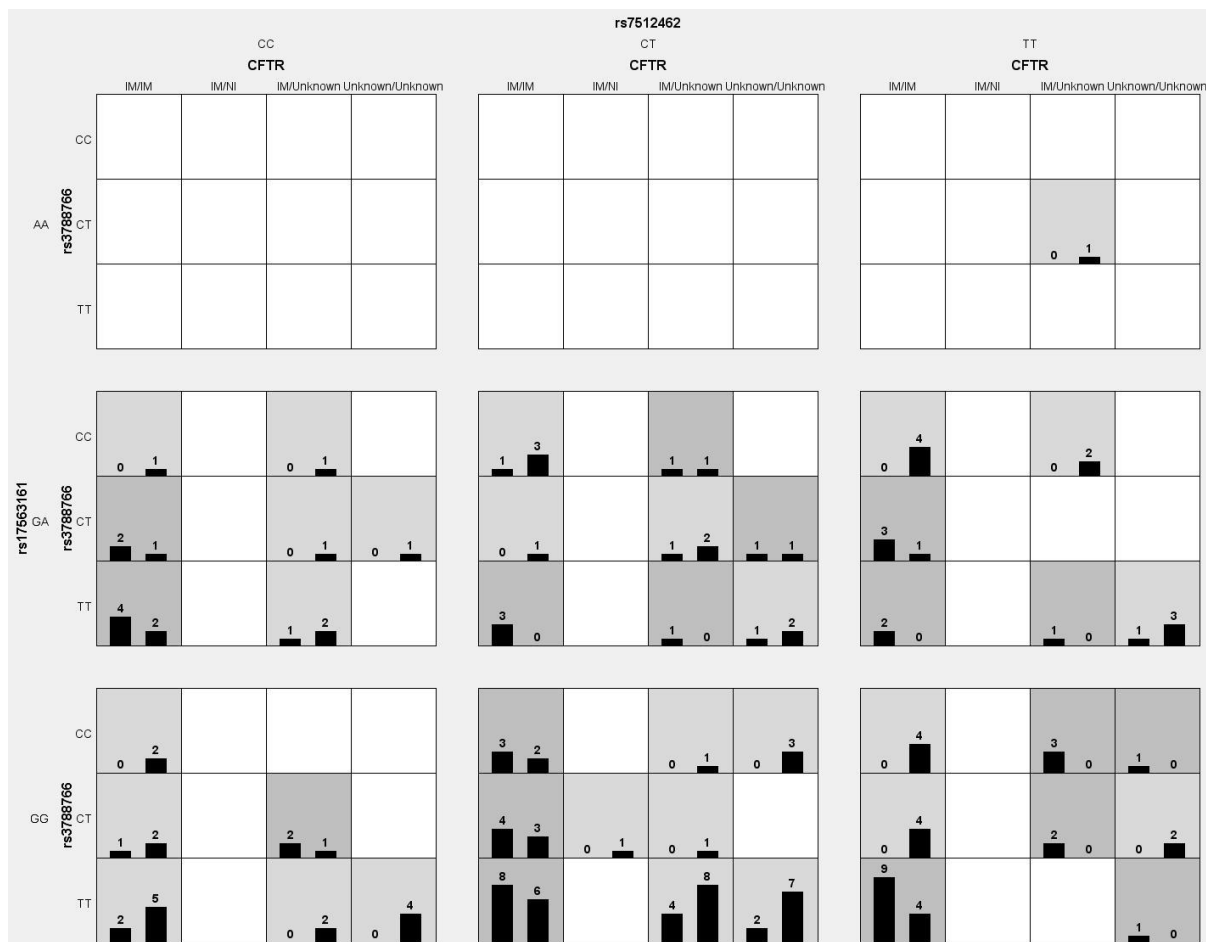 rs7512462
CC CT TT
CFTR CFTR CFTR
IM/IM IM/NI IM/Unknown Unknown/Unknown IM/IM IM/NI IM/Unknown Unknown/Unknown IM/IM IM/NI IM/Unknown Unknown/Unknown
rs17563161
AA
rs3788766
CC
CT
0 1
TT
GA
rs3788766
CC
0 1 0 1 1 3 1 1 0 4 0 2
CT
2 1 0 1 0 1 0 1 1 2 1 1 3 1
TT
4 2 1 2 3 0 1 0 1 2 2 0 1 0 1 3
GG
rs3788766
CC
0 2 3 2 0 1 0 3 0 4 3 0 1 0
CT
1 2 2 1 4 3 0 1 0 1 0 4 2 0 0 2
TT
2 5 0 2 0 4 8 6 4 8 2 7 9 4 1 0